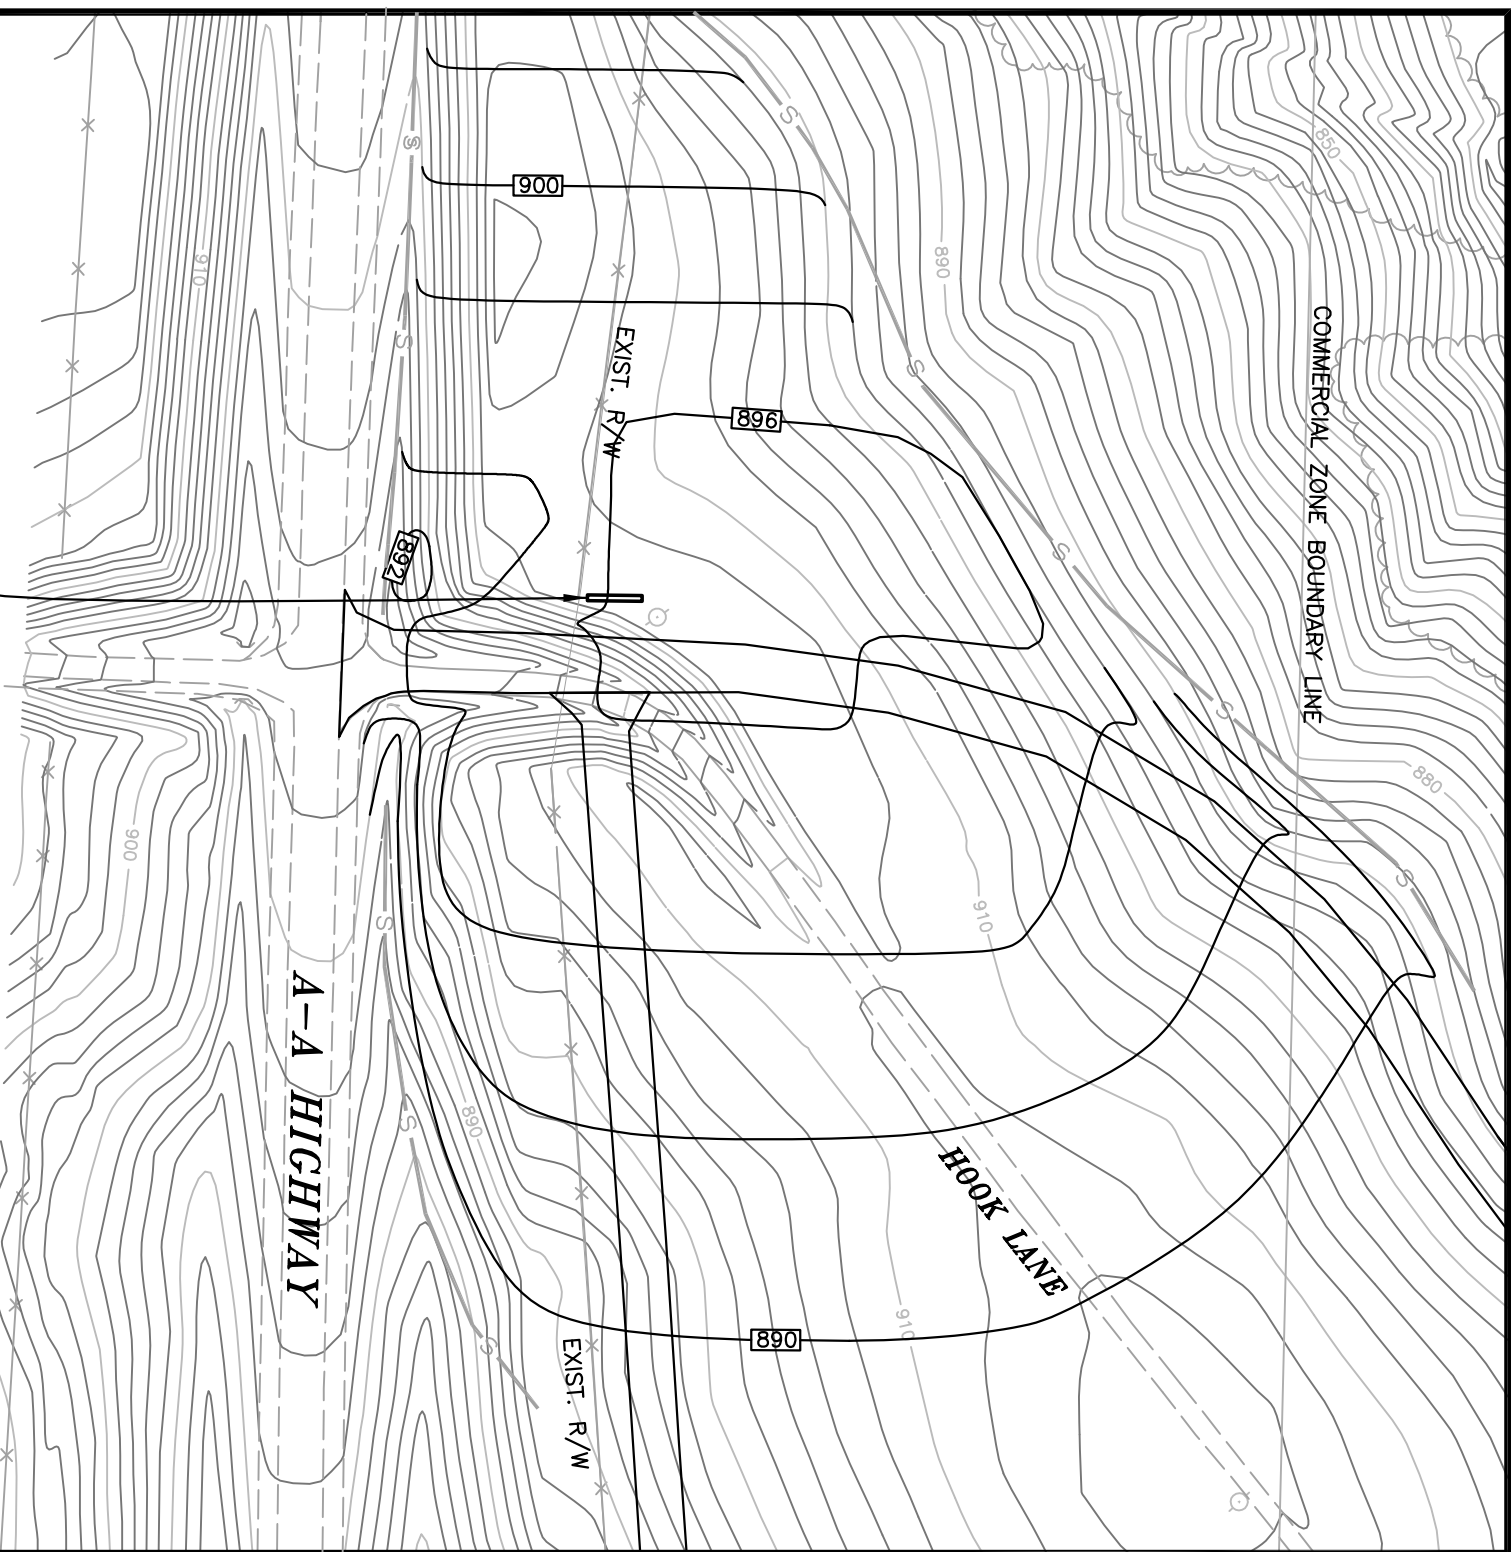 850
S
S
900
890
910
S
COMMERCIAL ZONE BOUNDARY LINE
EXIST. R/W
S
896
892
S
S
880
900
S
910
S
A-A HIGHWAY
890
S
HOOK LANE
910
890
S
EXIST. R/W